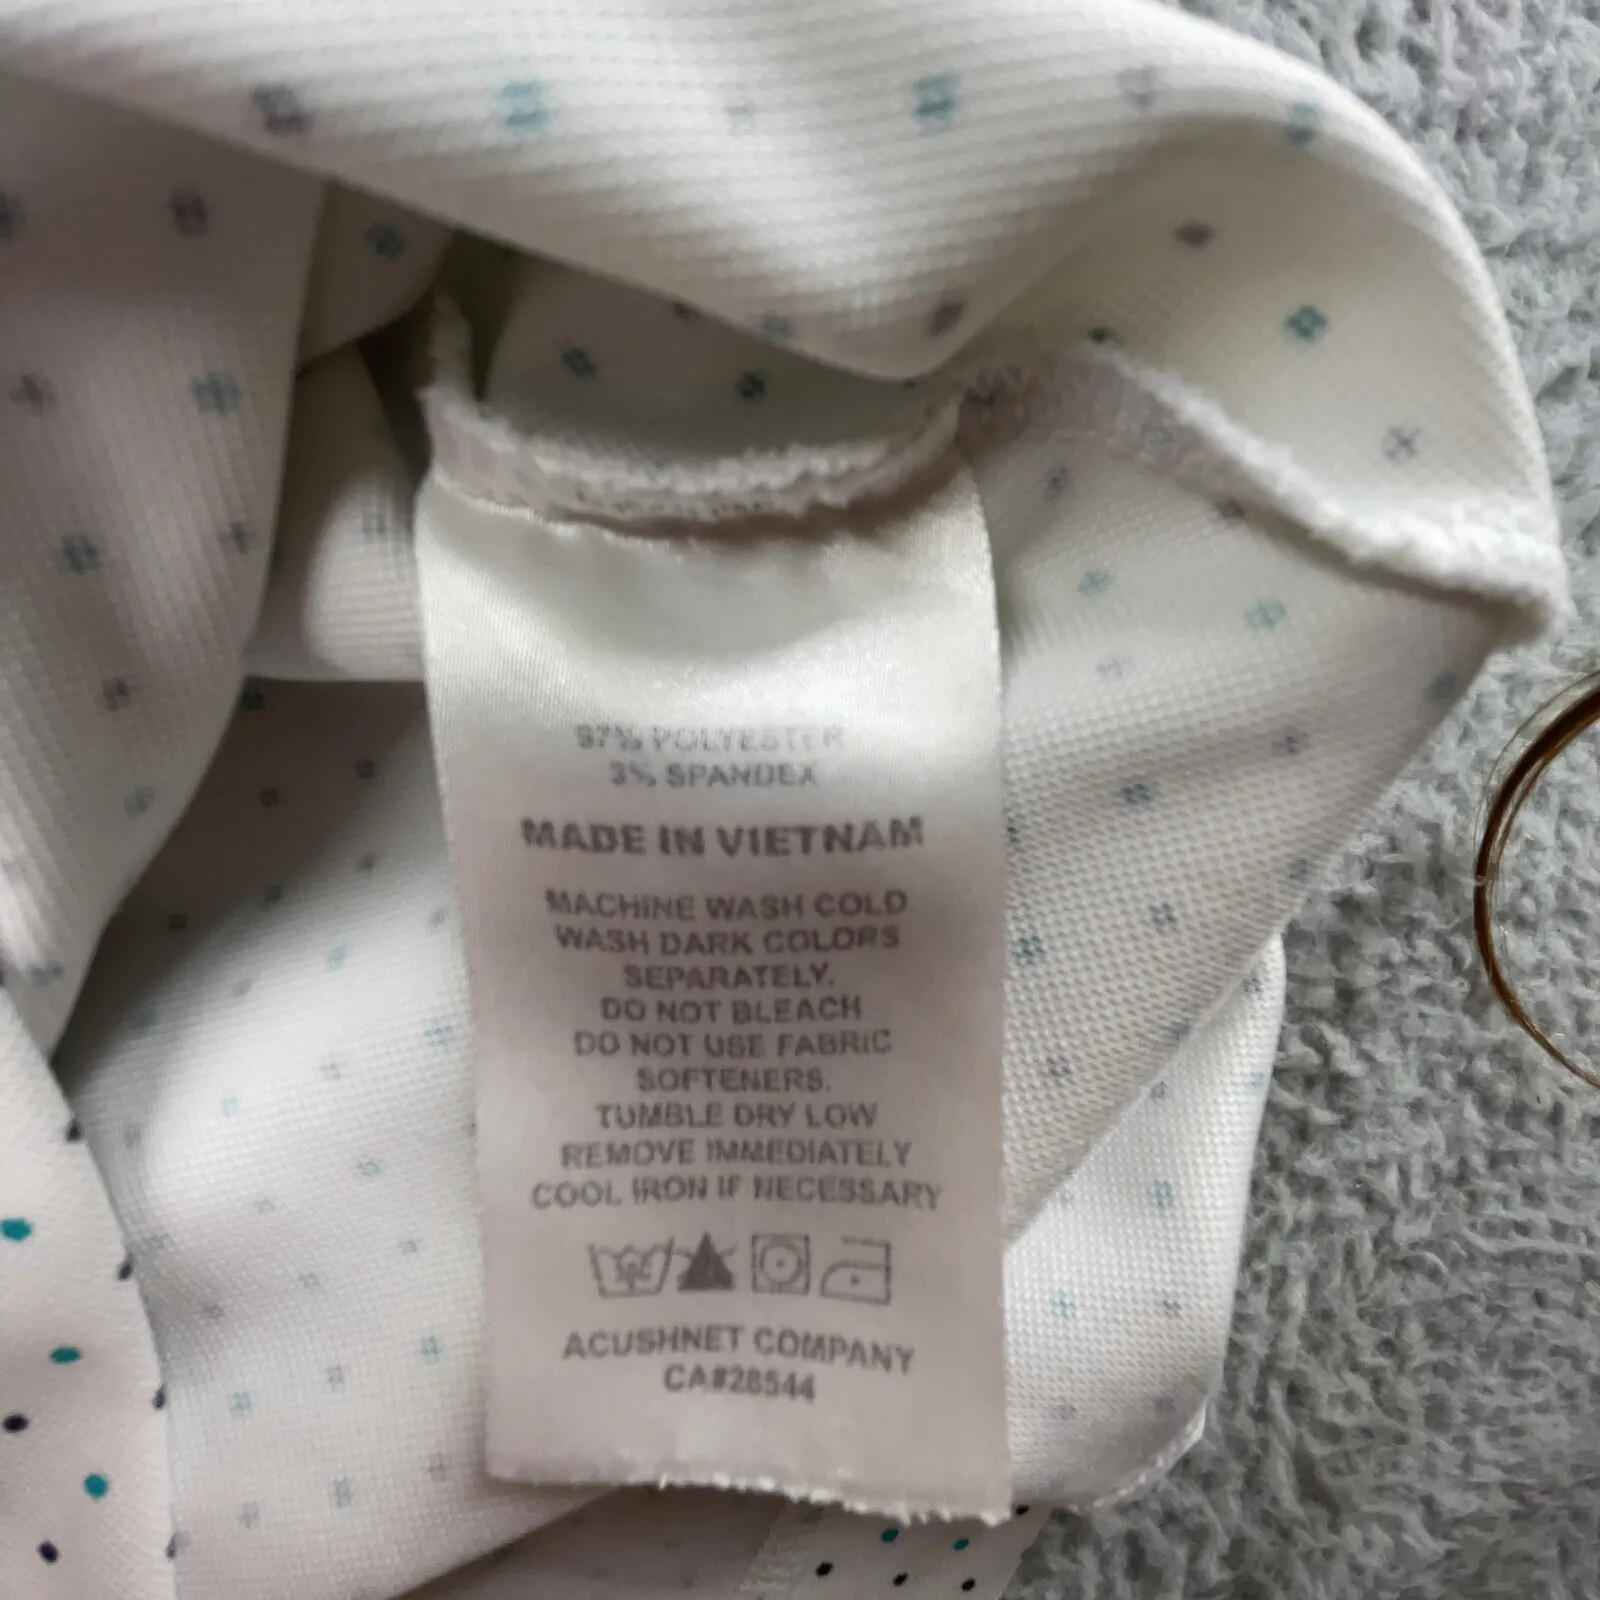 97% POLYESTER
3% SPANDEX
MADE IN VIETNAM
MACHINE WASH COLD
WASH DARK COLORS
SEPARATELY.
DO NOT BLEACH
DO NOT USE FABRIC
SOFTENERS.
TUMBLE DRY LOW
REMOVE IMMEDIATELY
COOL IRON IF NECESSARY
ACUSHNET COMPANY
CA#28544